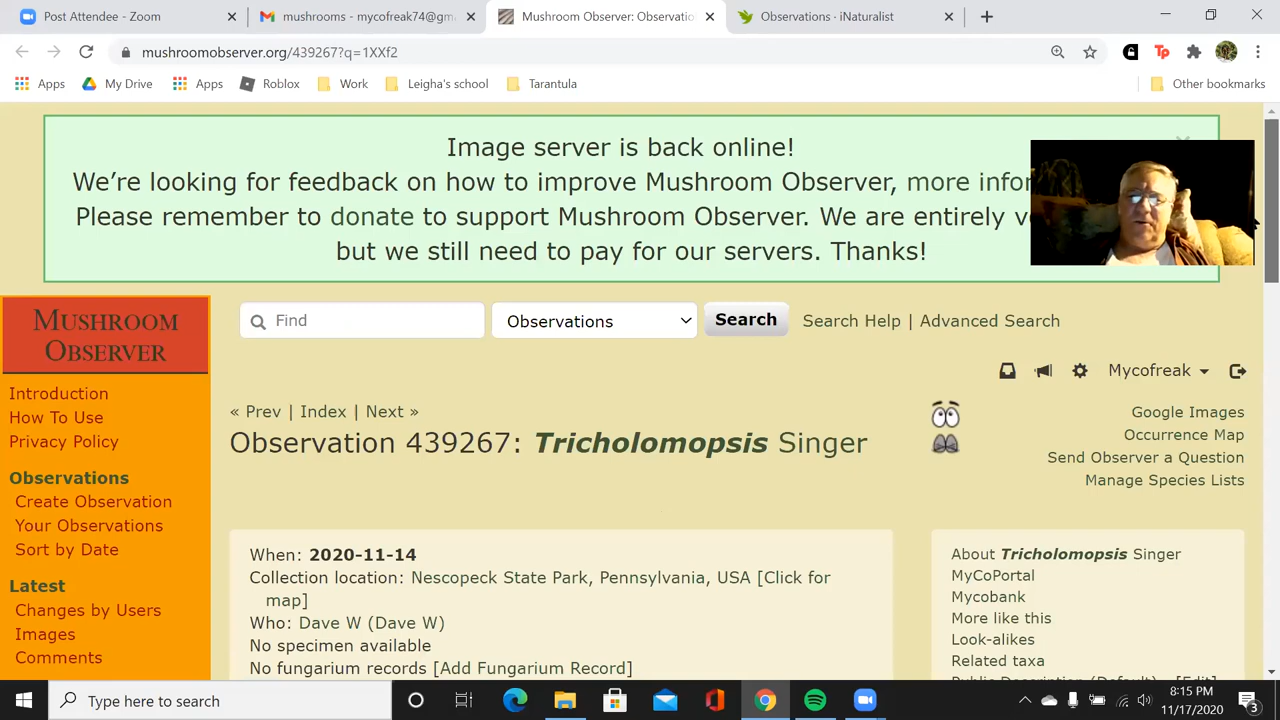 Post Attendee - Zoom
mushrooms - mycofreak74@gm
Mushroom Observer: Observatio
Observations · iNaturalist
mushroomobserver.org/439267?q=1XXf2
Apps
My Drive
Apps
Roblox
Work
Leigha's school
Tarantula
Other bookmarks
Image server is back online!
We're looking for feedback on how to improve Mushroom Observer, more infor
Please remember to donate to support Mushroom Observer. We are entirely v
but we still need to pay for our servers. Thanks!
MUSHROOM
OBSERVER
Find
Observations
Search
Search Help | Advanced Search
Mycofreak
Introduction
How To Use
Privacy Policy
Observations
Create Observation
Your Observations
Sort by Date
Latest
Changes by Users
Images
Comments
« Prev | Index | Next »
Observation 439267: Tricholomopsis Singer
Google Images
Occurrence Map
Send Observer a Question
Manage Species Lists
When: 2020-11-14
Collection location: Nescopeck State Park, Pennsylvania, USA [Click for
map]
Who: Dave W (Dave W)
No specimen available
No fungarium records [Add Fungarium Record]
About Tricholomopsis Singer
MyCoPortal
Mycobank
More like this
Look-alikes
Related taxa
Type here to search
8:15 PM
11/17/2020
3